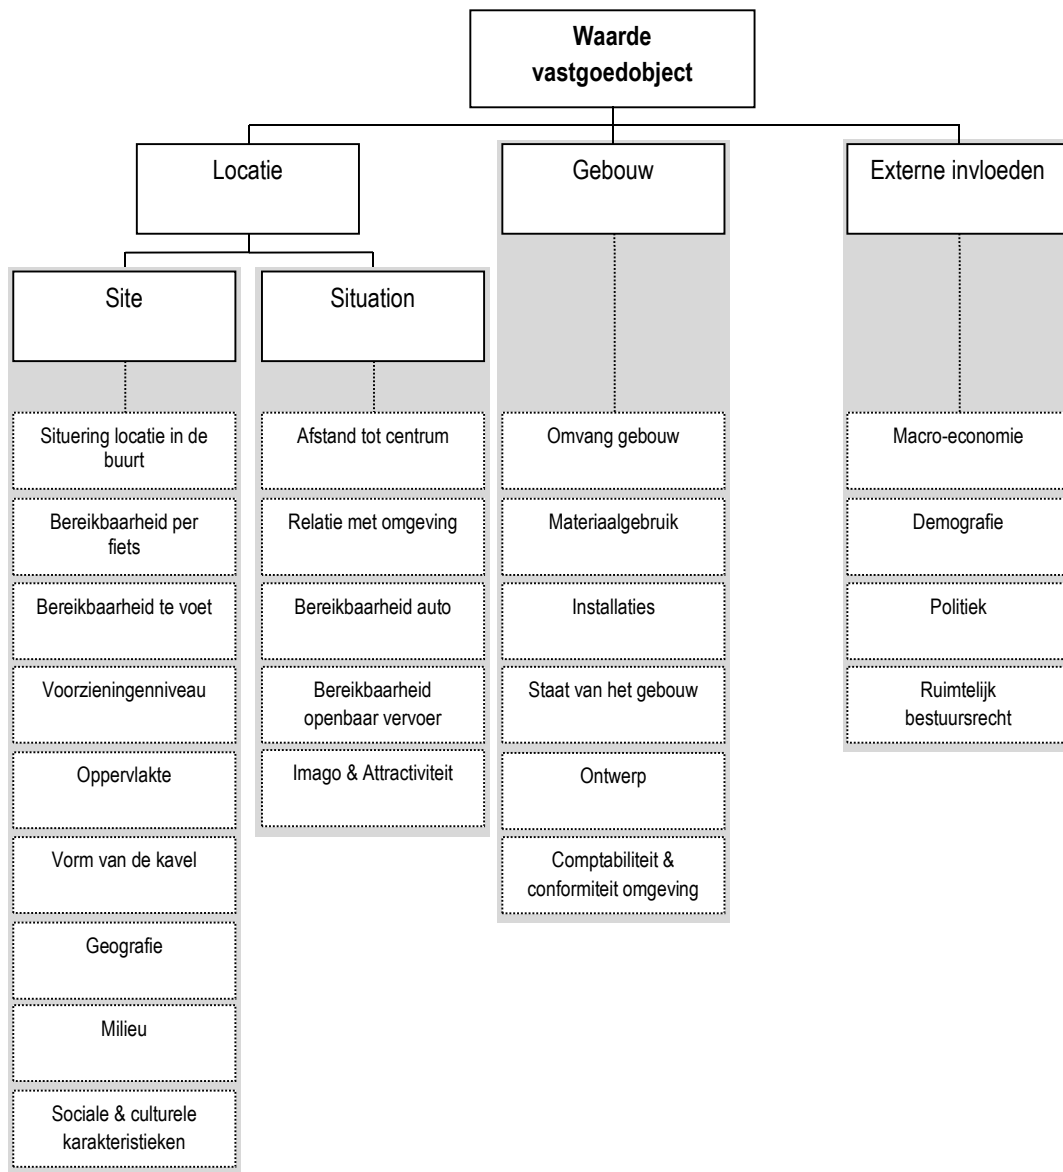 Waarde
vastgoedobject
Locatie
Gebouw
Externe invloeden
Site
Situation
Situering locatie in de
buurt
Bereikbaarheid per
fiets
Bereikbaarheid te voet
Voorzieningenniveau
Oppervlakte
Vorm van de kavel
Geografie
Milieu
Sociale & culturele
karakteristieken
Afstand tot centrum
Relatie met omgeving
Bereikbaarheid auto
Bereikbaarheid
openbaar vervoer
Imago & Attractiviteit
Omvang gebouw
Materiaalgebruik
Installaties
Staat van het gebouw
Ontwerp
Comptabiliteit &
conformiteit omgeving
Macro-economie
Demografie
Politiek
Ruimtelijk
bestuursrecht